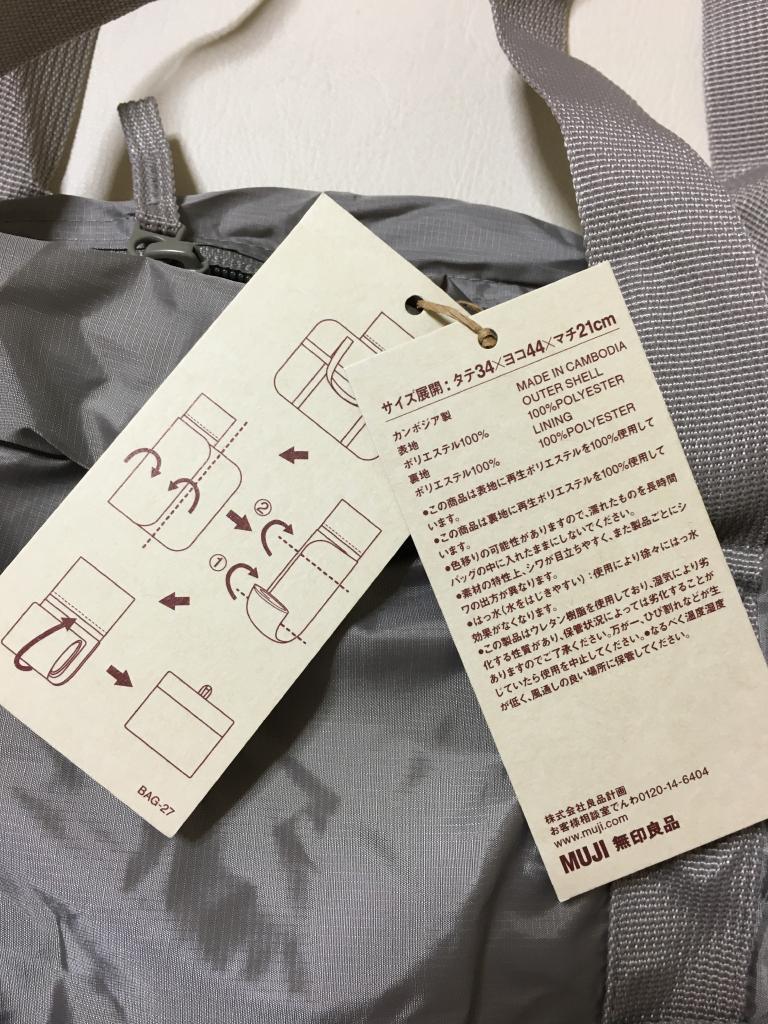 サイズ展開：タテ34×ヨコ44×マチ21cm
カンボジア製
表地
ポリエステル100%
裏地
ポリエステル100%
MADE IN CAMBODIA
OUTER SHELL
100%POLYESTER
LINING
100%POLYESTER
●この商品は表地に再生ポリエステルを100%使用して
います。
●この商品は裏地に再生ポリエステルを100%使用して
います。
●色移りの可能性がありますので、濡れたものを長時間
バッグの中に入れたままにしないでください。
●素材の特性上、シワが目立ちやすく、また製品ごとにシ
ワの出方が異なります。
●はっ水(水をはじきやすい)：使用により徐々にはっ水
効果がなくなります。
●この製品はウレタン樹脂を使用しており、湿気により劣
化する性質があり、保管状況によっては劣化することが
ありますのでご了承ください。万が一、ひび割れなどが生
じていたら使用を中止してください。●なるべく温度湿度
が低く、風通しの良い場所に保管してください。
株式会社良品計画
お客様相談室でんわ0120-14-6404
www.muji.com
MUJI 無印良品
②
①
BAG-27